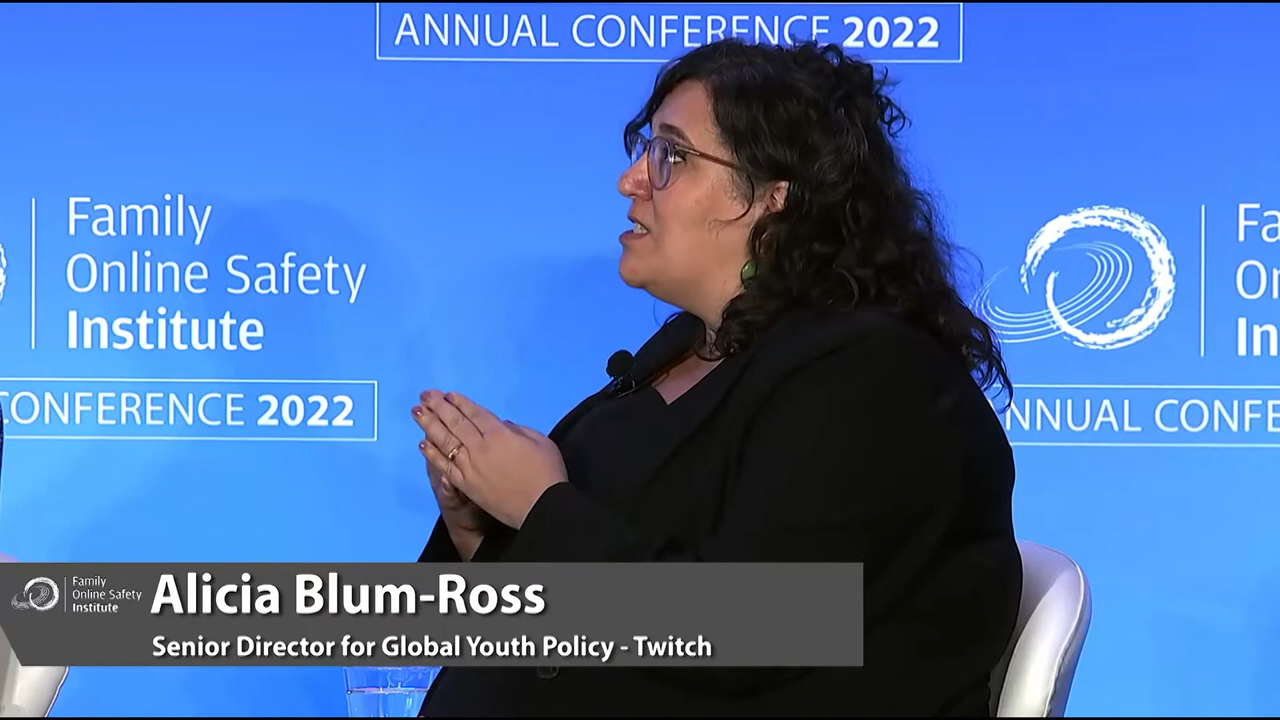 ANNUAL CONFERENCE 2022
Family
Online Safety
Institute
CONFERENCE 2022
Fa
On
In
ANNUAL CONFE
Family
Online Safety
Institute
Alicia Blum-Ross
Senior Director for Global Youth Policy - Twitch